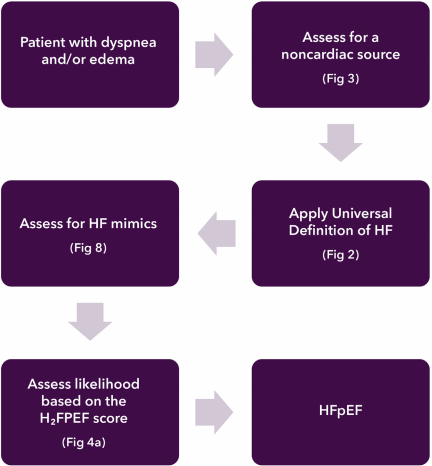 Patient with dyspnea
and/or edema
Assess for a
noncardiac source
(Fig 3)
Apply Universal
Definition of HF
(Fig 2)
Assess for HF mimics
(Fig 8)
Assess likelihood
based on the
H₂FPEF score
(Fig 4a)
HFpEF